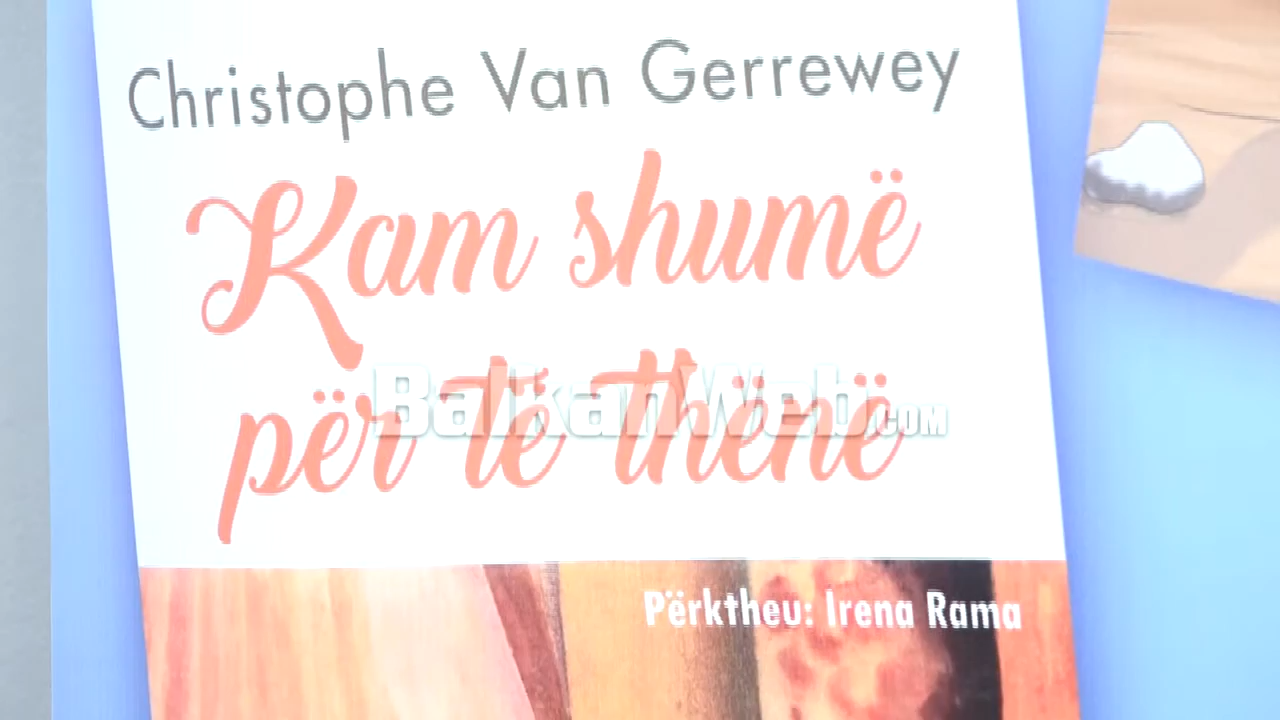 Christophe Van Gerrewey
Kam shumë
për të thënë
BalkanWeb.COM
Përktheu: Irena Rama